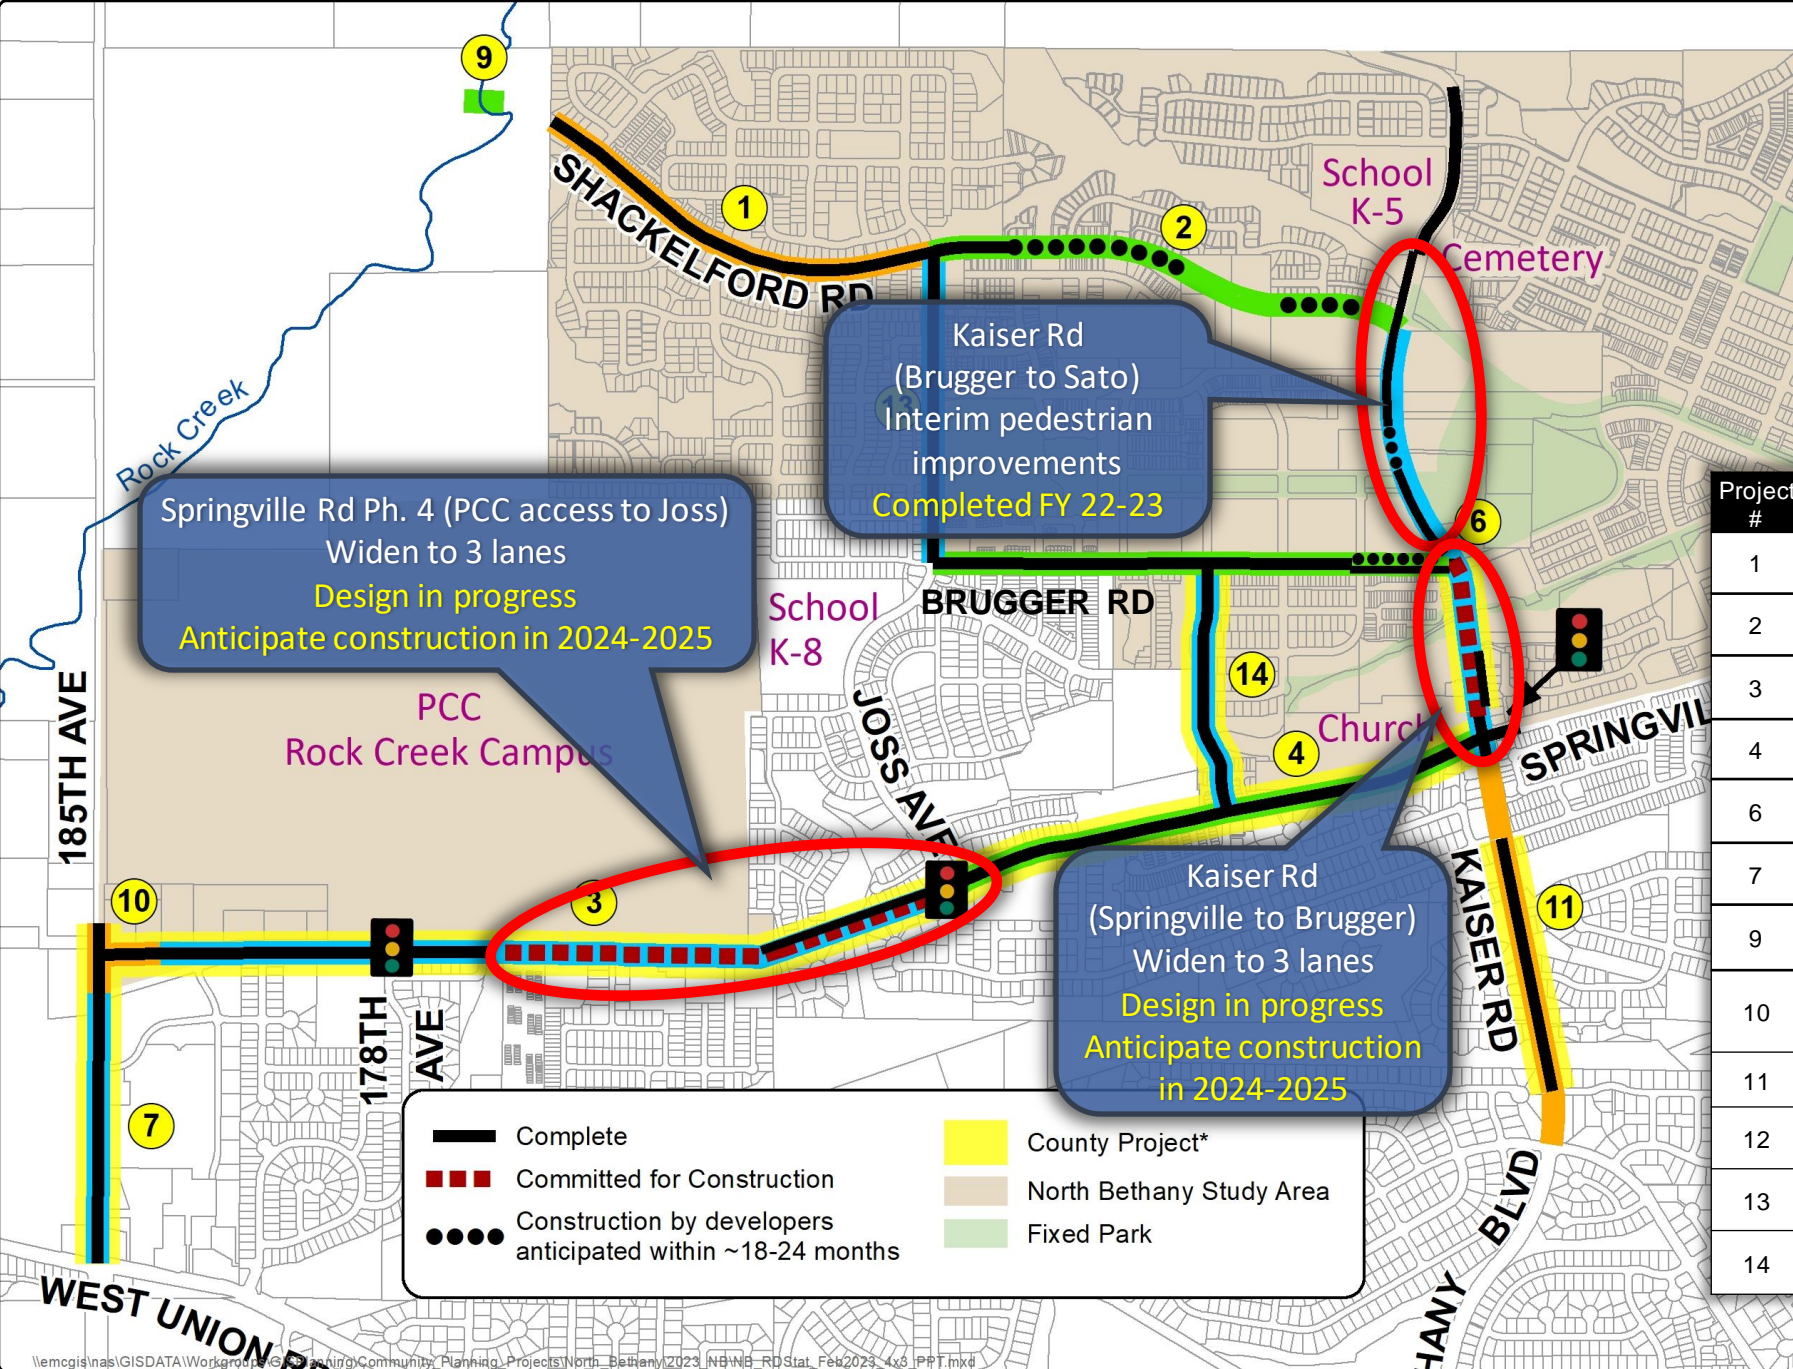 9
School
K-5
1
2
SHACKELFORD RD
Cemetery
Kaiser Rd
(Brugger to Sato)
Interim pedestrian
improvements
Completed FY 22-23
13
Rock Creek
Springville Rd Ph. 4 (PCC access to Joss)
Widen to 3 lanes
Design in progress
Anticipate construction in 2024-2025
6
BRUGGER RD
School
K-8
14
PCC
Rock Creek Campus
185TH AVE
JOSS AVE
Church
4
SPRINGVIL
10
3
KAISER RD
11
Kaiser Rd
(Springville to Brugger)
Widen to 3 lanes
Design in progress
Anticipate construction
in 2024-2025
178TH
AVE
7
Complete
Committed for Construction
Construction by developers
anticipated within ~18-24 months
County Project*
North Bethany Study Area
Fixed Park
HANY
BLVD
WEST UNION
Project
#
1
2
3
4
6
7
9
10
11
12
13
14